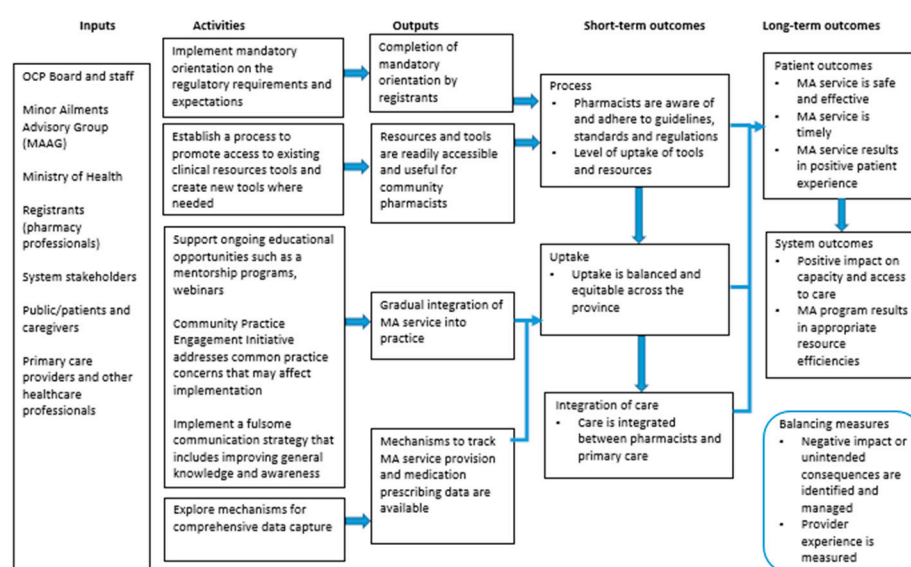 Inputs
Activities
Outputs
Short-term outcomes
Long-term outcomes
OCP Board and staff
Minor Ailments
Advisory Group
(MAAG)
Ministry of Health
Registrants
(pharmacy
professionals)
System stakeholders
Public/patients and
caregivers
Primary care
providers and other
healthcare
professionals
Implement mandatory
orientation on the
regulatory requirements and
expectations
Establish a process to
promote access to existing
clinical resources tools and
create new tools where
needed
Support ongoing educational
opportunities such as a
mentorship programs,
webinars
Community Practice
Engagement Initiative
addresses common practice
concerns that may affect
implementation
Implement a fulsome
communication strategy that
includes improving general
knowledge and awareness
Explore mechanisms for
comprehensive data capture
Completion of
mandatory
orientation by
registrants
Resources and tools
are readily accessible
and useful for
community
pharmacists
Gradual integration of
MA service into
practice
Mechanisms to track
MA service provision
and medication
prescribing data are
available
Process
• Pharmacists are aware of
and adhere to guidelines,
standards and regulations
• Level of uptake of tools
and resources
Uptake
• Uptake is balanced and
equitable across the
province
Integration of care
• Care is integrated
between pharmacists and
primary care
Patient outcomes
• MA service is safe
and effective
• MA service is
timely
• MA service results
in positive patient
experience
System outcomes
• Positive impact on
capacity and access
to care
• MA program results
in appropriate
resource
efficiencies
Balancing measures
• Negative impact or
unintended
consequences are
identified and
managed
• Provider
experience is
measured